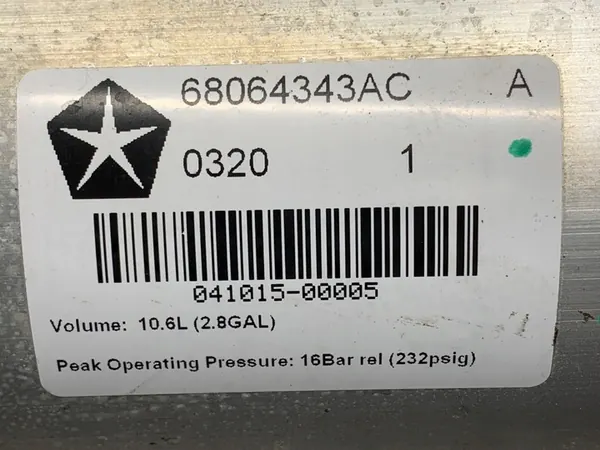 68064343AC A
0320 1
041015-00005
Volume: 10.6L (2.8GAL)
Peak Operating Pressure: 16Bar rel (232psig)